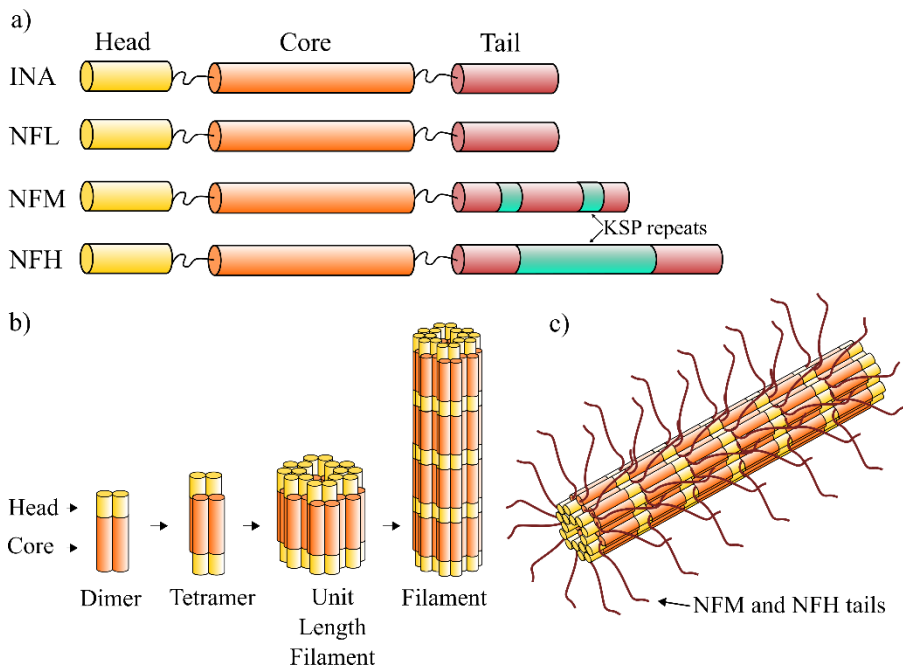 a)
Head Core Tail
INA
NFL
NFM
KSP repeats
NFH
b)
c)
Head
Core
Dimer
Tetramer
Unit
Length
Filament
Filament
NFM and NFH tails